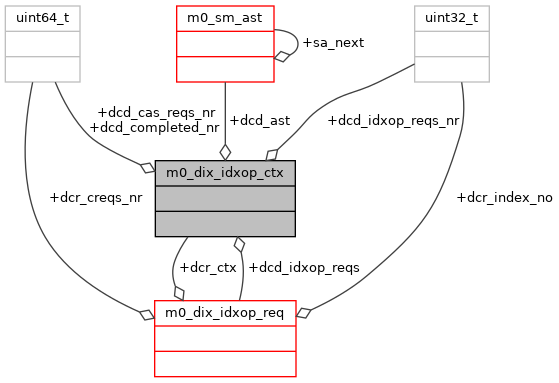 uint64_t
m0_sm_ast
uint32_t
+sa_next
+dcd_cas_reqs_nr
+dcd_completed_nr
+dcd_ast
+dcd_idxop_reqs_nr
m0_dix_idxop_ctx
+dcr_creqs_nr
+dcr_index_no
+dcr_ctx
+dcd_idxop_reqs
m0_dix_idxop_req